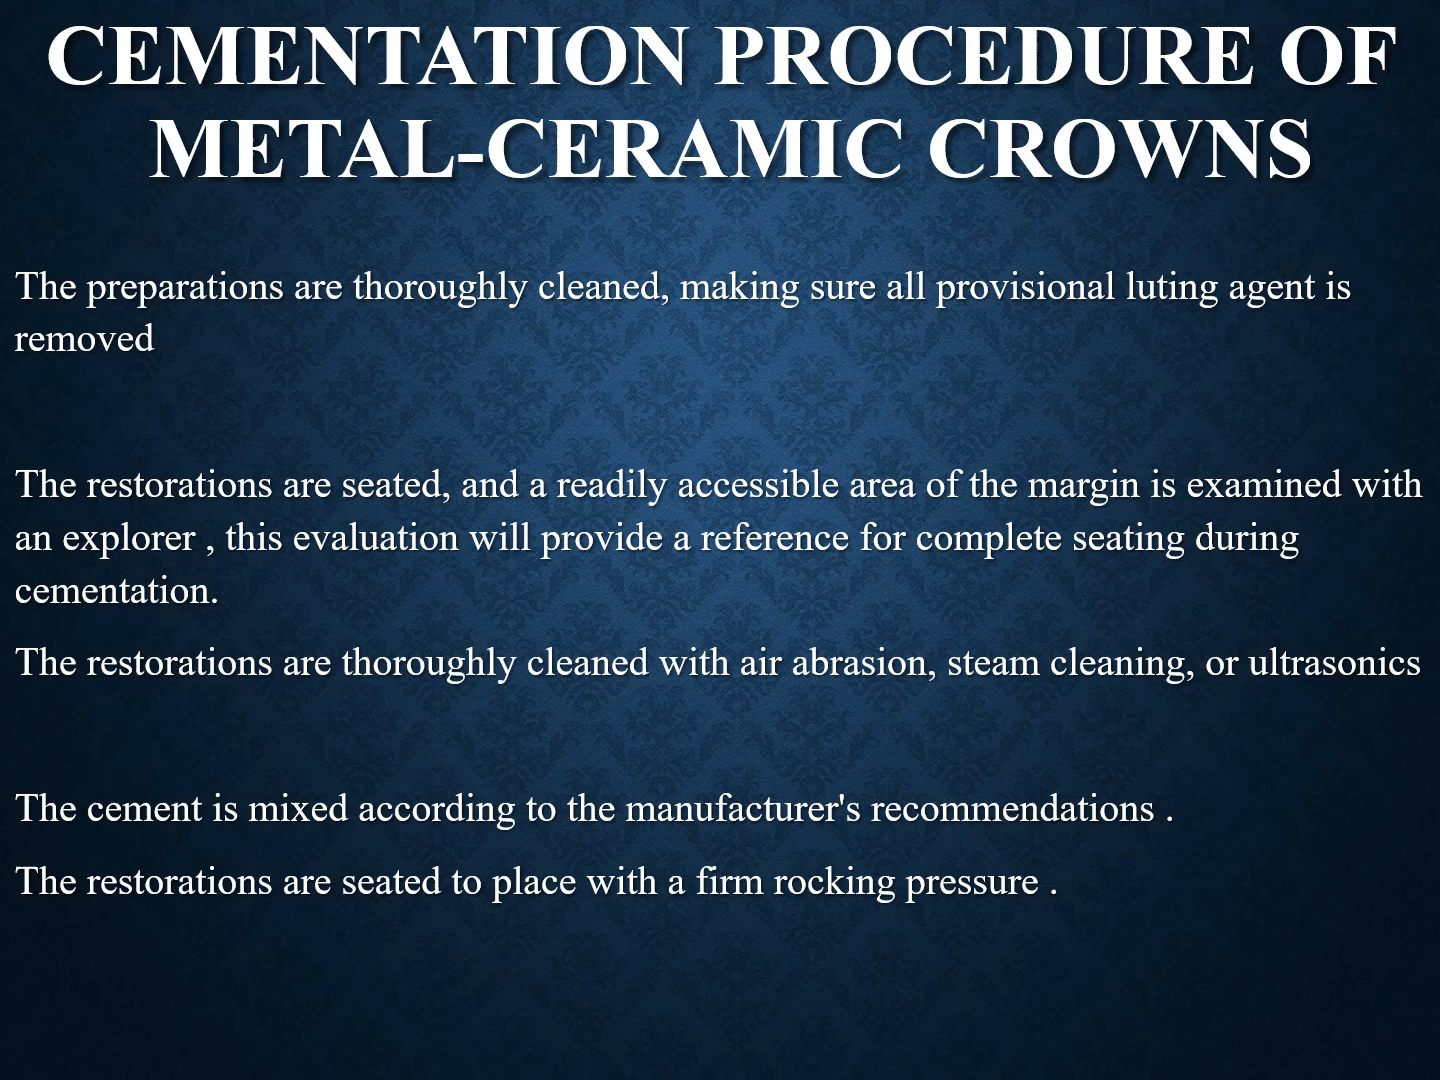 CEMENTATION PROCEDURE OF
METAL-CERAMIC CROWNS
The preparations are thoroughly cleaned, making sure all provisional luting agent is
removed
The restorations are seated, and a readily accessible area of the margin is examined with
an explorer , this evaluation will provide a reference for complete seating during
cementation.
The restorations are thoroughly cleaned with air abrasion, steam cleaning, or ultrasonics
The cement is mixed according to the manufacturer's recommendations .
The restorations are seated to place with a firm rocking pressure .